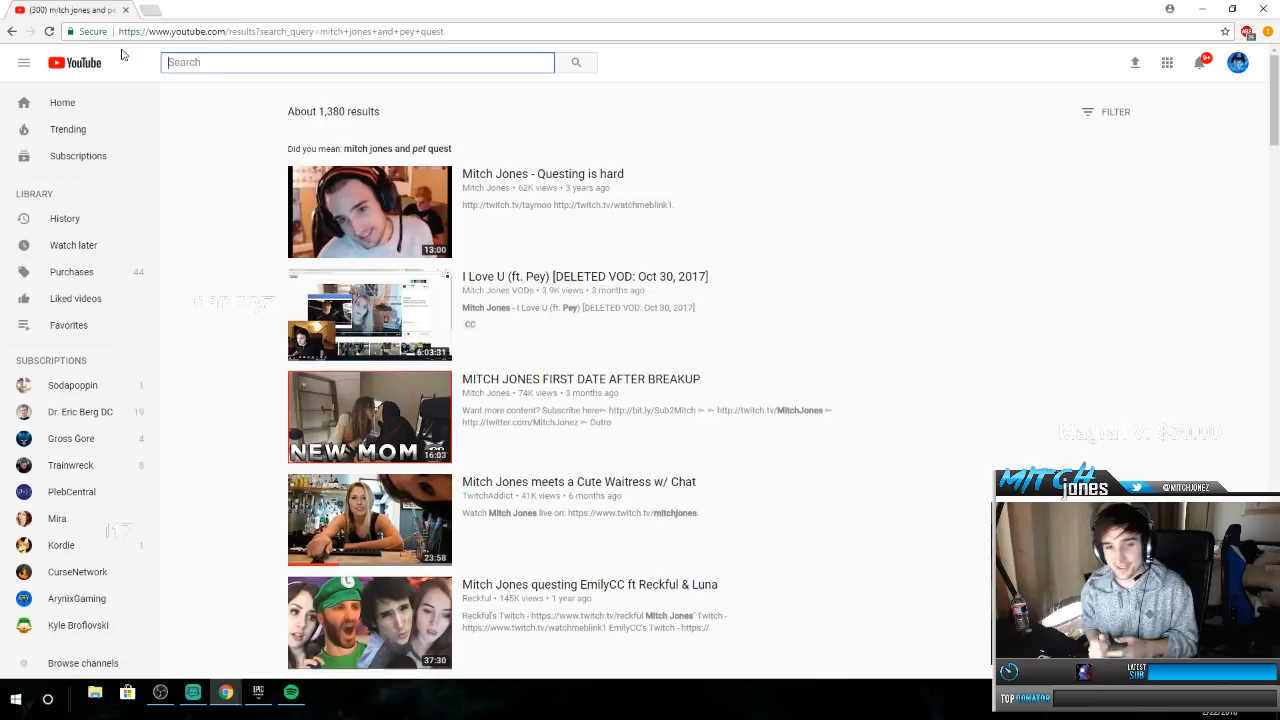 (300) mitch jones and pe
Secure
https://www.youtube.com/results?search_query=mitch+jones+and+pey+quest
YouTube
Search
9+
Home
Trending
Subscriptions
LIBRARY
History
Watch later
Purchases 44
Liked videos
Favorites
SUBSCRIPTIONS
Sodapoppin 1
Dr. Eric Berg DC 19
Gross Gore 4
Trainwreck 8
PlebCentral
Mira
Kordie 1
CurseNetwork
ArynixGaming
Kyle Broflovski
Browse channels
About 1,380 results
FILTER
Did you mean: mitch jones and pet quest
13:00
Mitch Jones - Questing is hard
Mitch Jones • 62K views • 3 years ago
http://twitch.tv/taymoo http://twitch.tv/watchmeblink1.
6:03:31
I Love U (ft. Pey) [DELETED VOD: Oct 30, 2017]
Mitch Jones VODs • 3.9K views • 3 months ago
Mitch Jones - I Love U (ft. Pey) [DELETED VOD: Oct 30, 2017]
CC
NEW MOM
16:03
MITCH JONES FIRST DATE AFTER BREAKUP
Mitch Jones • 74K views • 3 months ago
Want more content? Subscribe here➳ http://bit.ly/Sub2Mitch ➳ ➳ http://twitch.tv/MitchJones ➳
http://twitter.com/MitchJonez ➳ Outro
23:58
Mitch Jones meets a Cute Waitress w/ Chat
TwitchAddict • 41K views • 6 months ago
Watch Mitch Jones live on: https://www.twitch.tv/mitchjones.
37:30
Mitch Jones questing EmilyCC ft Reckful & Luna
Reckful • 145K views • 1 year ago
Reckful's Twitch - https://www.twitch.tv/reckful Mitch Jones' Twitch -
https://www.twitch.tv/watchmeblink1 EmilyCC's Twitch - https://
$50.00
MITCH
jones
@MITCHJONEZ
LATEST
SUB
TOP DONATOR
EPIC
GAMES